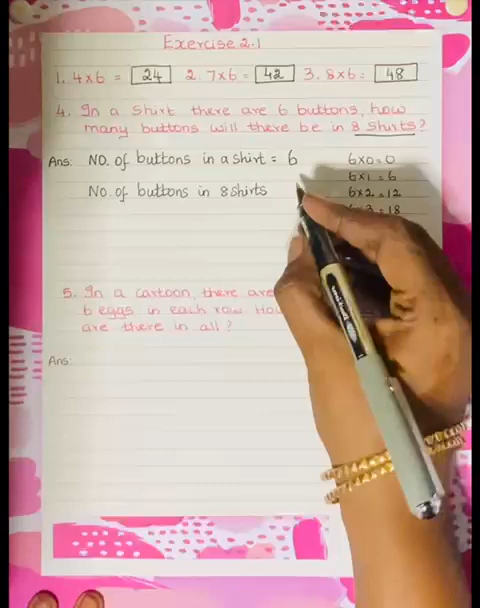 Exercise 2.1
1. 4x6 = 24 2. 7x6 = 42 3. 8x6 = 48
4. In a shirt there are 6 buttons, how
many buttons will there be in 8 shirts?
Ans: NO. of buttons in a shirt = 6
No. of buttons in 8 shirts
6x0 = 0
6x1 = 6
6x2 = 12
6x3 = 18
5. In a cartoon, there are
6 eggs in each row. How
are there in all?
Ans: